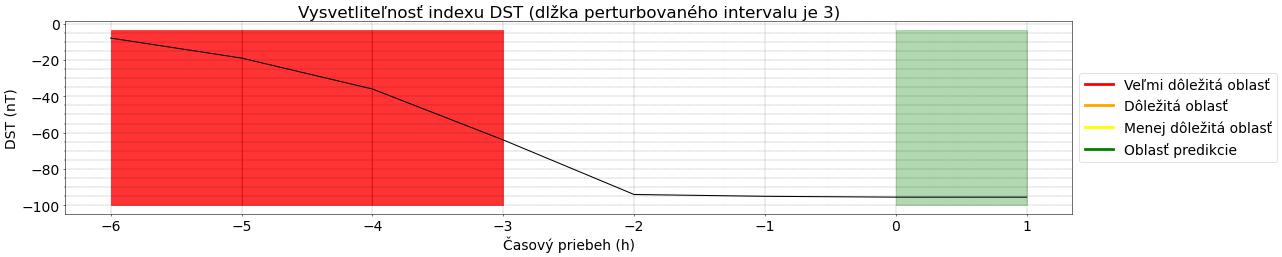 Vysvetliteľnosť indexu DST (dlžka perturbovaného intervalu je 3)
0
−20
−40
−60
−80
−100
DST (nT)
−6 −5 −4 −3 −2 −1 0 1
Časový priebeh (h)
Veľmi dôležitá oblasť
Dôležitá oblasť
Menej dôležitá oblasť
Oblasť predikcie